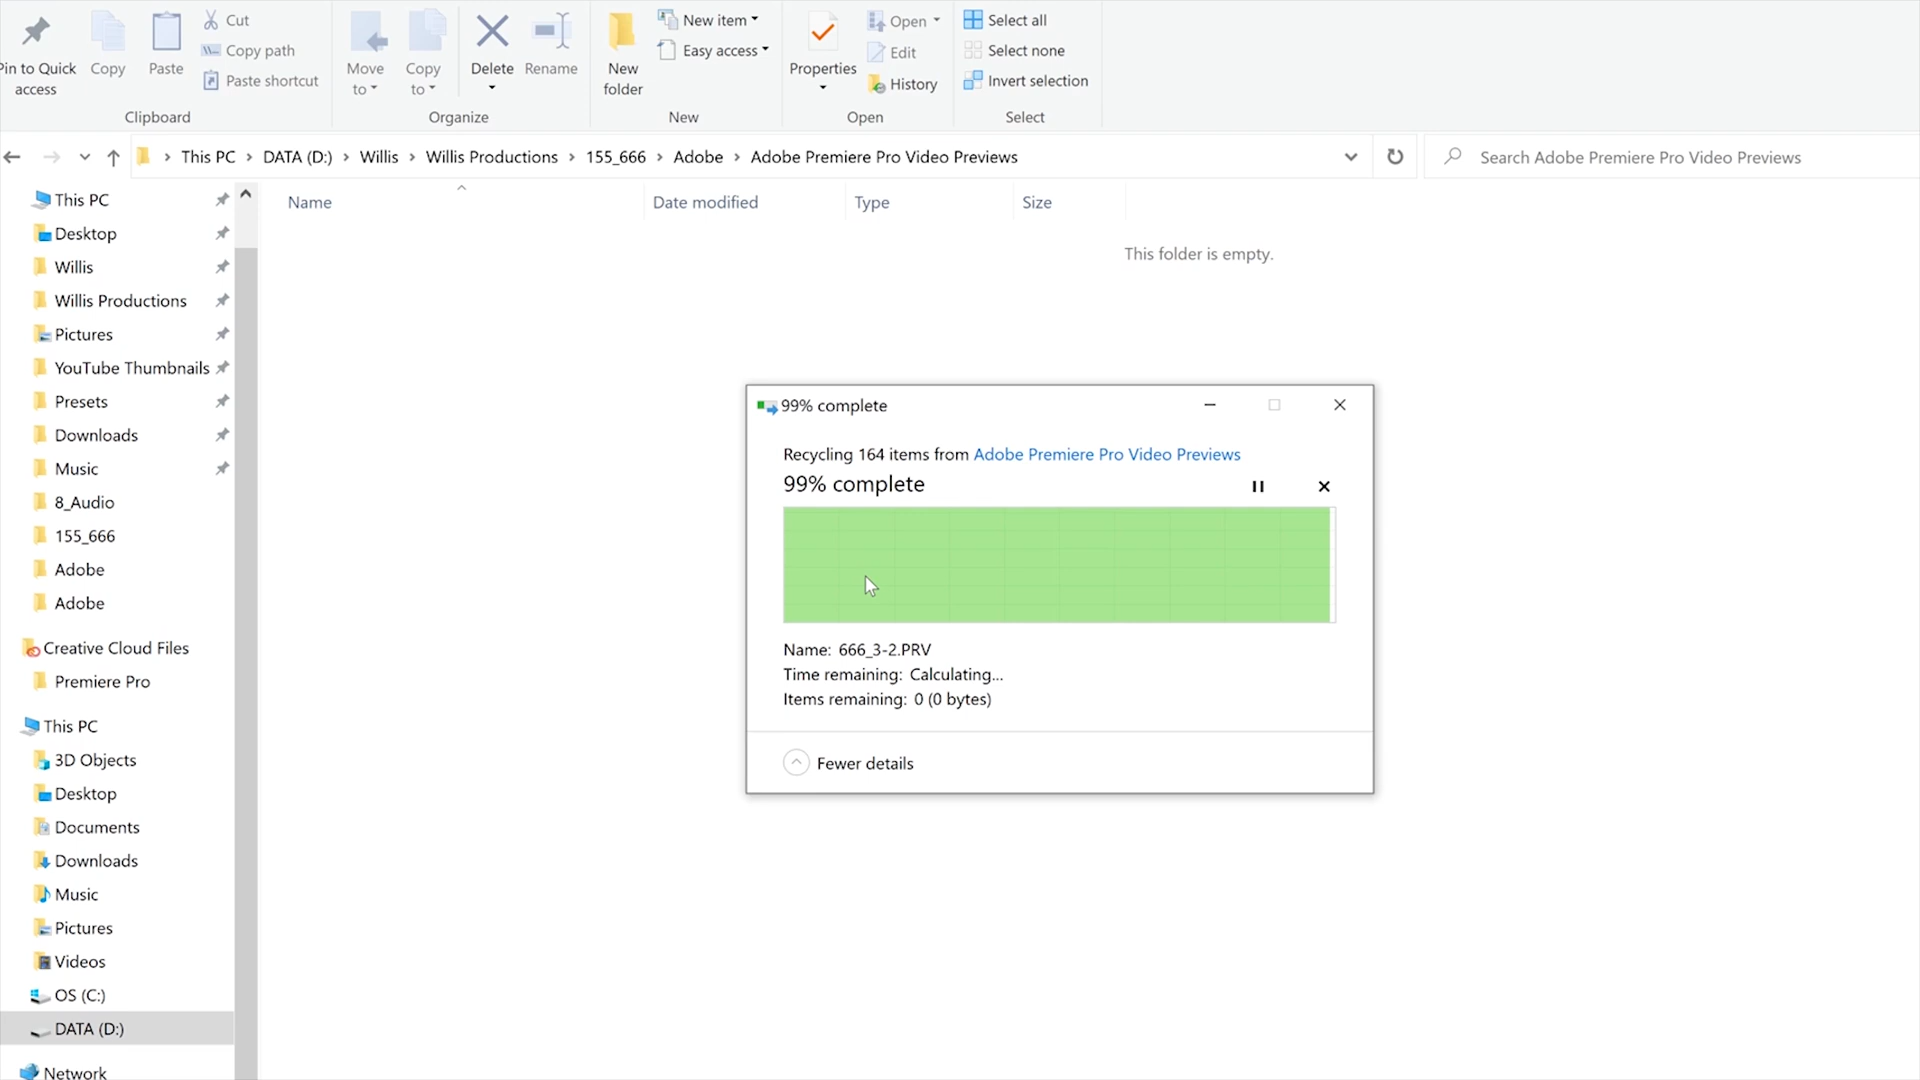 Pin to Quick access
Copy
Paste
Cut
Copy path
Paste shortcut
Clipboard
Move to
Copy to
Delete
Rename
Organize
New folder
New item
Easy access
New
Properties
Open
Edit
History
Open
Select all
Select none
Invert selection
Select
This PC > DATA (D:) > Willis > Willis Productions > 155_666 > Adobe > Adobe Premiere Pro Video Previews
Search Adobe Premiere Pro Video Previews
This PC
Desktop
Willis
Willis Productions
Pictures
YouTube Thumbnails
Presets
Downloads
Music
8_Audio
155_666
Adobe
Adobe
Creative Cloud Files
Premiere Pro
This PC
3D Objects
Desktop
Documents
Downloads
Music
Pictures
Videos
OS (C:)
DATA (D:)
Network
Name
Date modified
Type
Size
This folder is empty.
99% complete
Recycling 164 items from Adobe Premiere Pro Video Previews
99% complete
Name: 666_3-2.PRV
Time remaining: Calculating...
Items remaining: 0 (0 bytes)
Fewer details